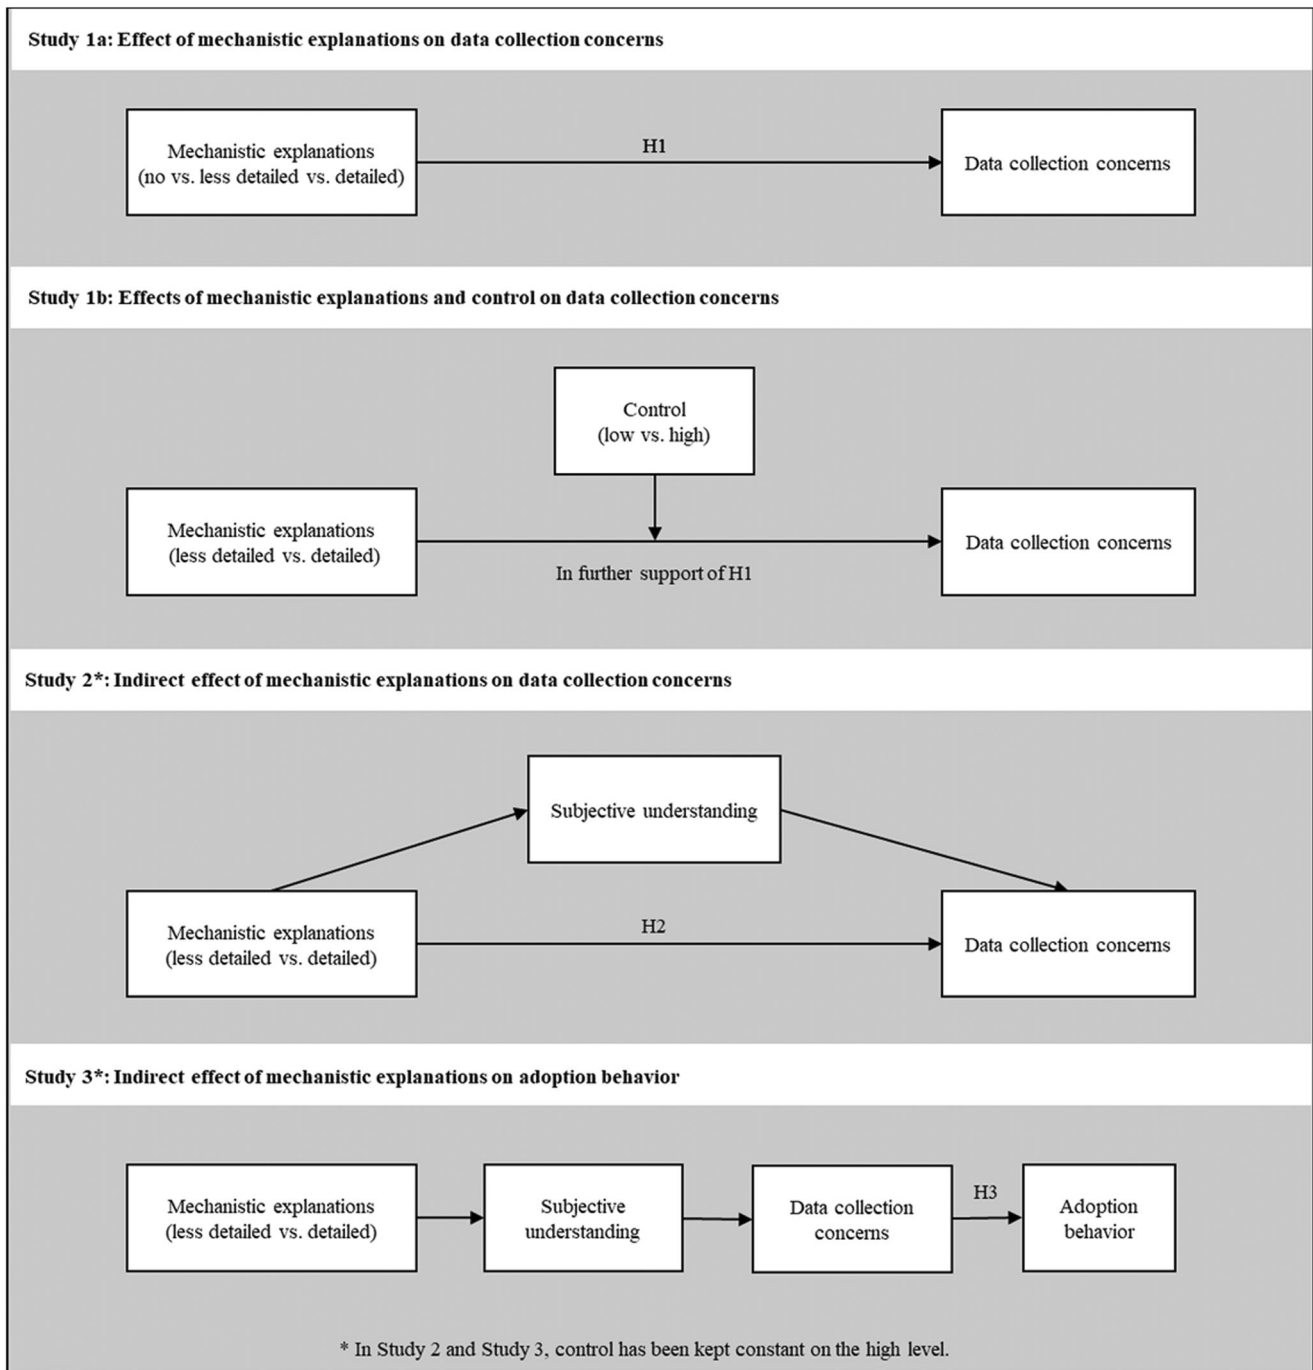 Study 1a: Effect of mechanistic explanations on data collection concerns
Mechanistic explanations
(no vs. less detailed vs. detailed)
H1
Data collection concerns
Study 1b: Effects of mechanistic explanations and control on data collection concerns
Control
(low vs. high)
Mechanistic explanations
(less detailed vs. detailed)
In further support of H1
Data collection concerns
Study 2*: Indirect effect of mechanistic explanations on data collection concerns
Subjective understanding
Mechanistic explanations
(less detailed vs. detailed)
H2
Data collection concerns
Study 3*: Indirect effect of mechanistic explanations on adoption behavior
Mechanistic explanations
(less detailed vs. detailed)
Subjective
understanding
Data collection
concerns
H3
Adoption
behavior
* In Study 2 and Study 3, control has been kept constant on the high level.